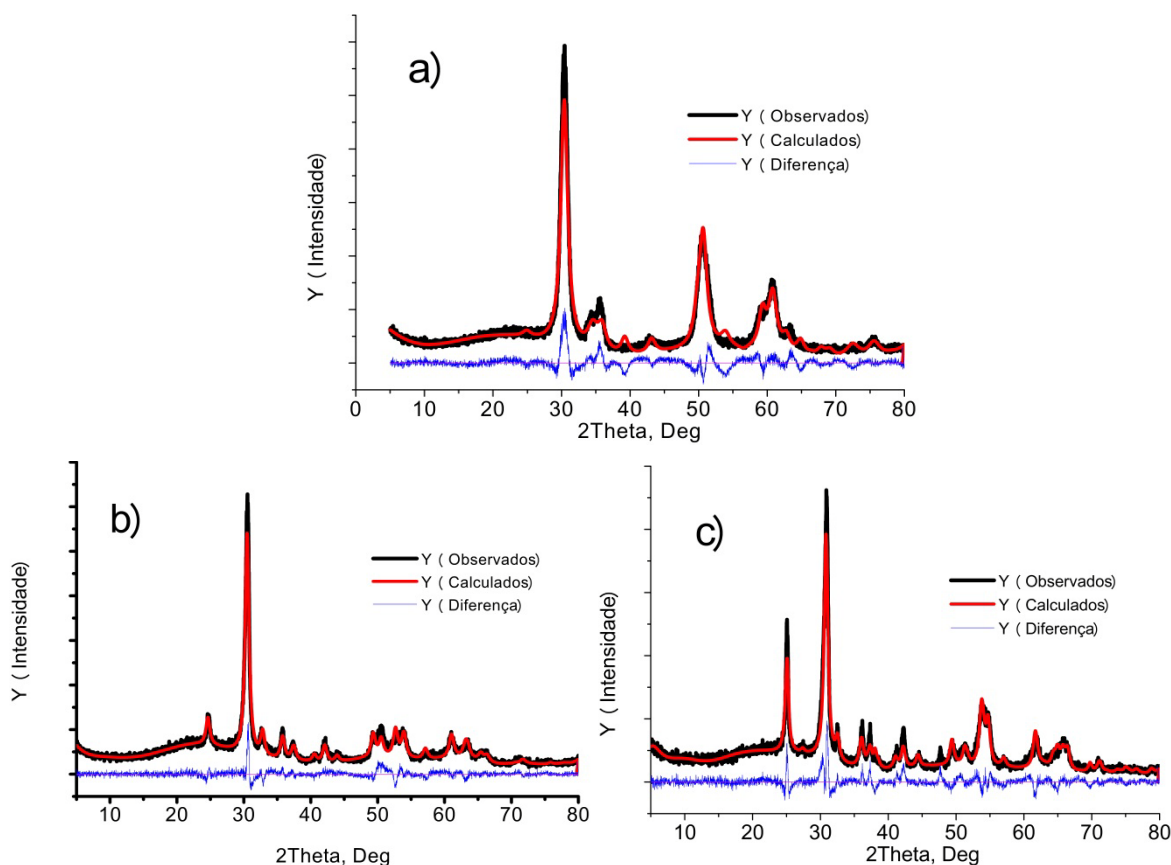 a)
Y ( Observados)
Y ( Calculados)
Y ( Diferença)
Y ( Intensidade)
0 10 20 30 40 50 60 70 80
2Theta, Deg
b)
Y ( Observados)
Y ( Calculados)
Y ( Diferença)
Y ( Intensidade)
10 20 30 40 50 60 70 80
2Theta, Deg
c)
Y ( Observados)
Y ( Calculados)
Y ( Diferença)
Y ( Intensidade)
10 20 30 40 50 60 70 80
2Theta, Deg